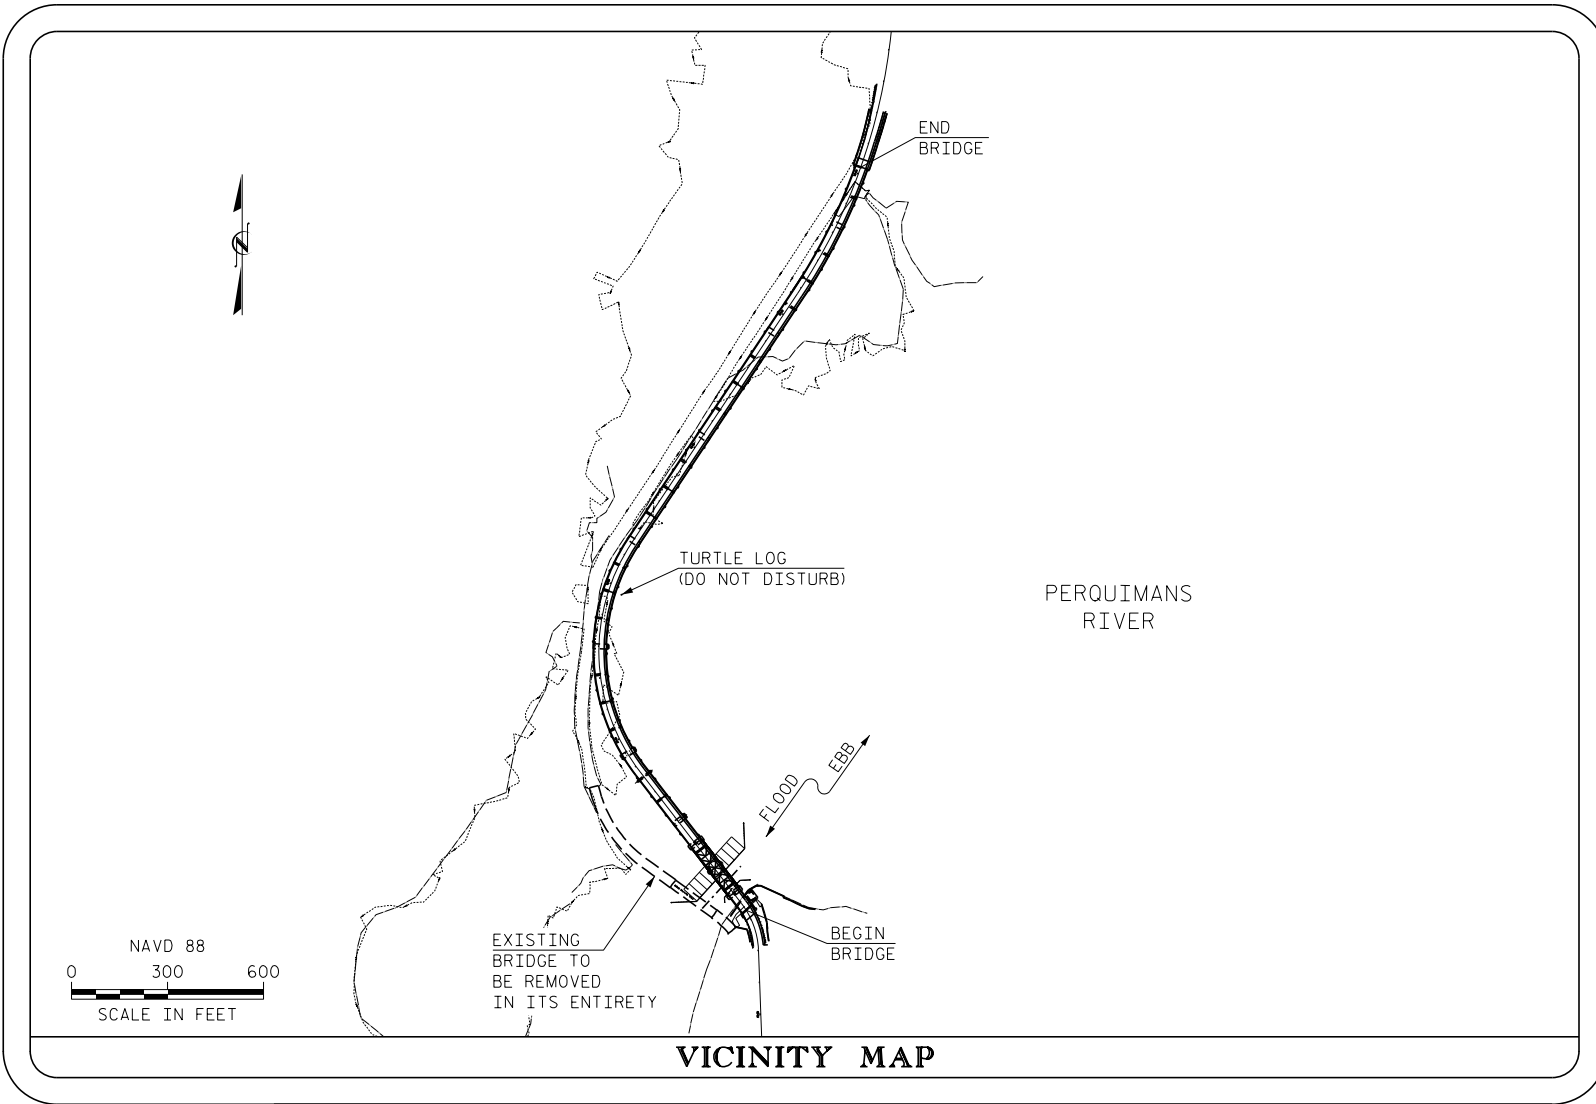 END
BRIDGE
N
TURTLE LOG
(DO NOT DISTURB)
PERQUIMANS
RIVER
FLOOD
EBB
BEGIN
BRIDGE
EXISTING
BRIDGE TO
BE REMOVED
IN ITS ENTIRETY
NAVD 88
0 300 600
SCALE IN FEET
VICINITY MAP